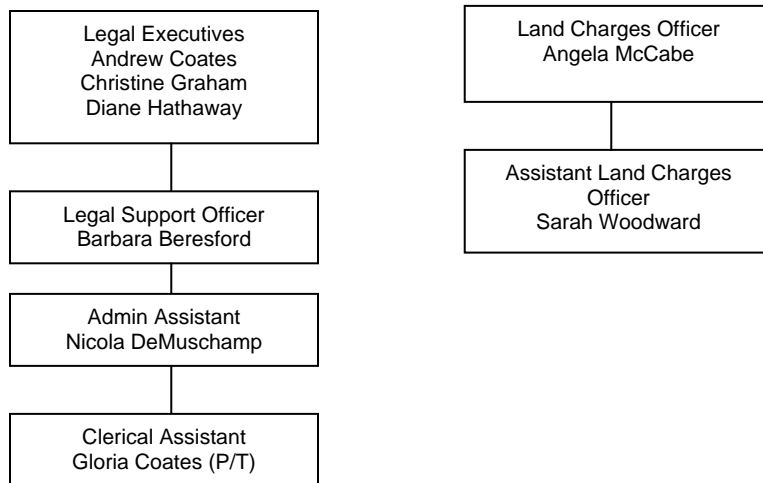 Legal Executives
Andrew Coates
Christine Graham
Diane Hathaway
Legal Support Officer
Barbara Beresford
Admin Assistant
Nicola DeMuschamp
Clerical Assistant
Gloria Coates (P/T)
Land Charges Officer
Angela McCabe
Assistant Land Charges
Officer
Sarah Woodward